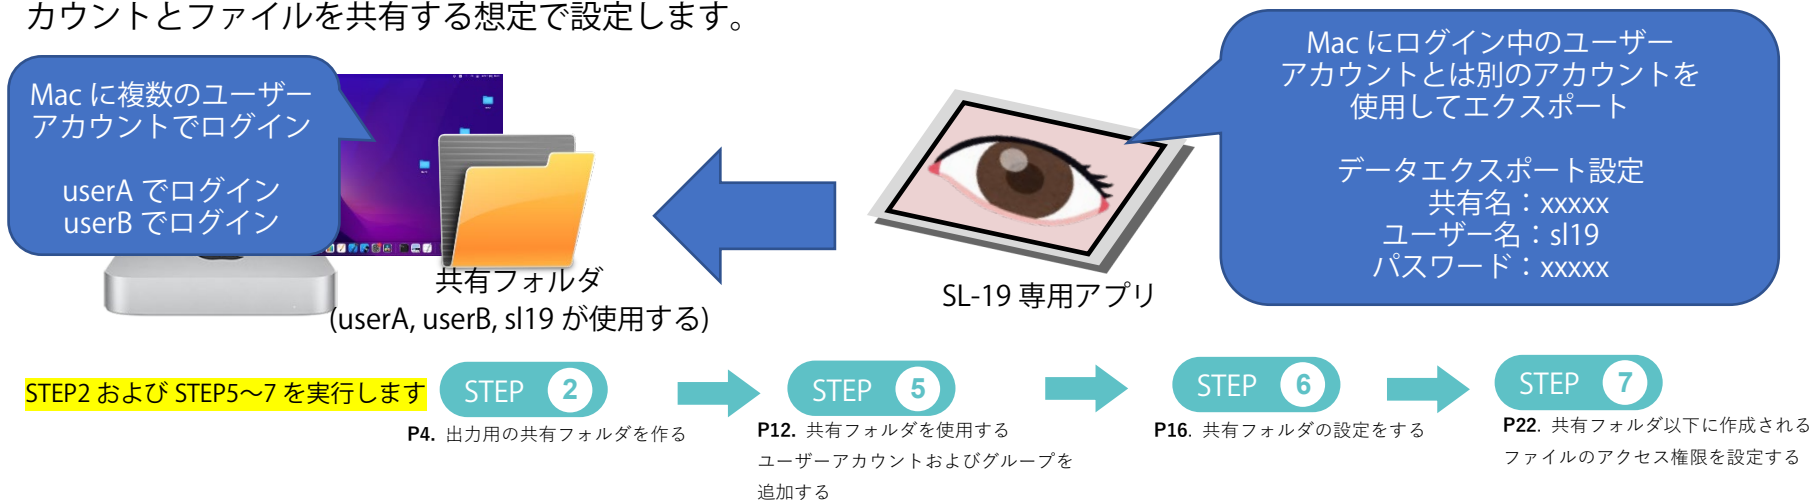 カウントとファイルを共有する想定で設定します。
Mac に複数のユーザー
アカウントでログイン
userA でログイン
userB でログイン
共有フォルダ
(userA, userB, sl19 が使用する)
SL-19 専用アプリ
Mac にログイン中のユーザー
アカウントとは別のアカウントを
使用してエクスポート
データエクスポート設定
共有名：xxxxx
ユーザー名：sl19
パスワード：xxxxx
STEP2 および STEP5～7 を実行します
STEP 2
P4. 出力用の共有フォルダを作る
STEP 5
P12. 共有フォルダを使用する
ユーザーアカウントおよびグループを
追加する
STEP 6
P16. 共有フォルダの設定をする
STEP 7
P22. 共有フォルダ以下に作成される
ファイルのアクセス権限を設定する